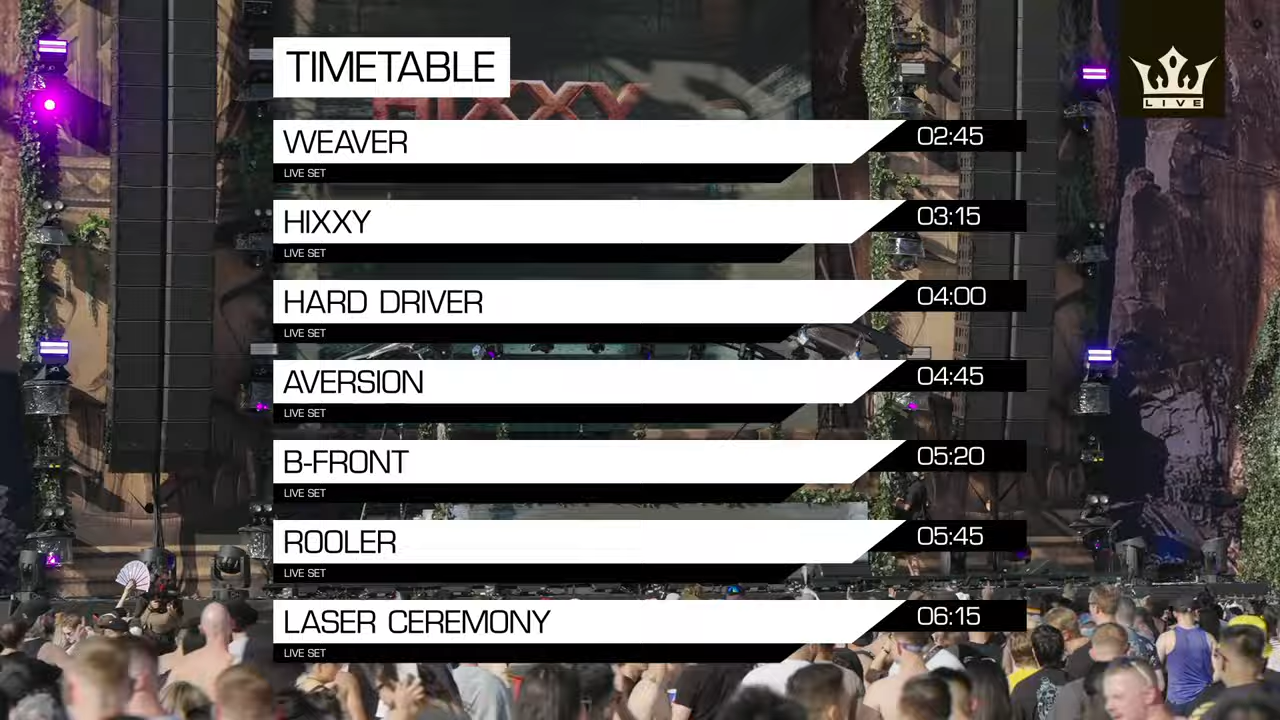 TIMETABLE
HIXXY
LIVE
WEAVER 02:45
LIVE SET
HIXXY 03:15
LIVE SET
HARD DRIVER 04:00
LIVE SET
AVERSION 04:45
LIVE SET
B-FRONT 05:20
LIVE SET
ROOLER 05:45
LIVE SET
LASER CEREMONY 06:15
LIVE SET